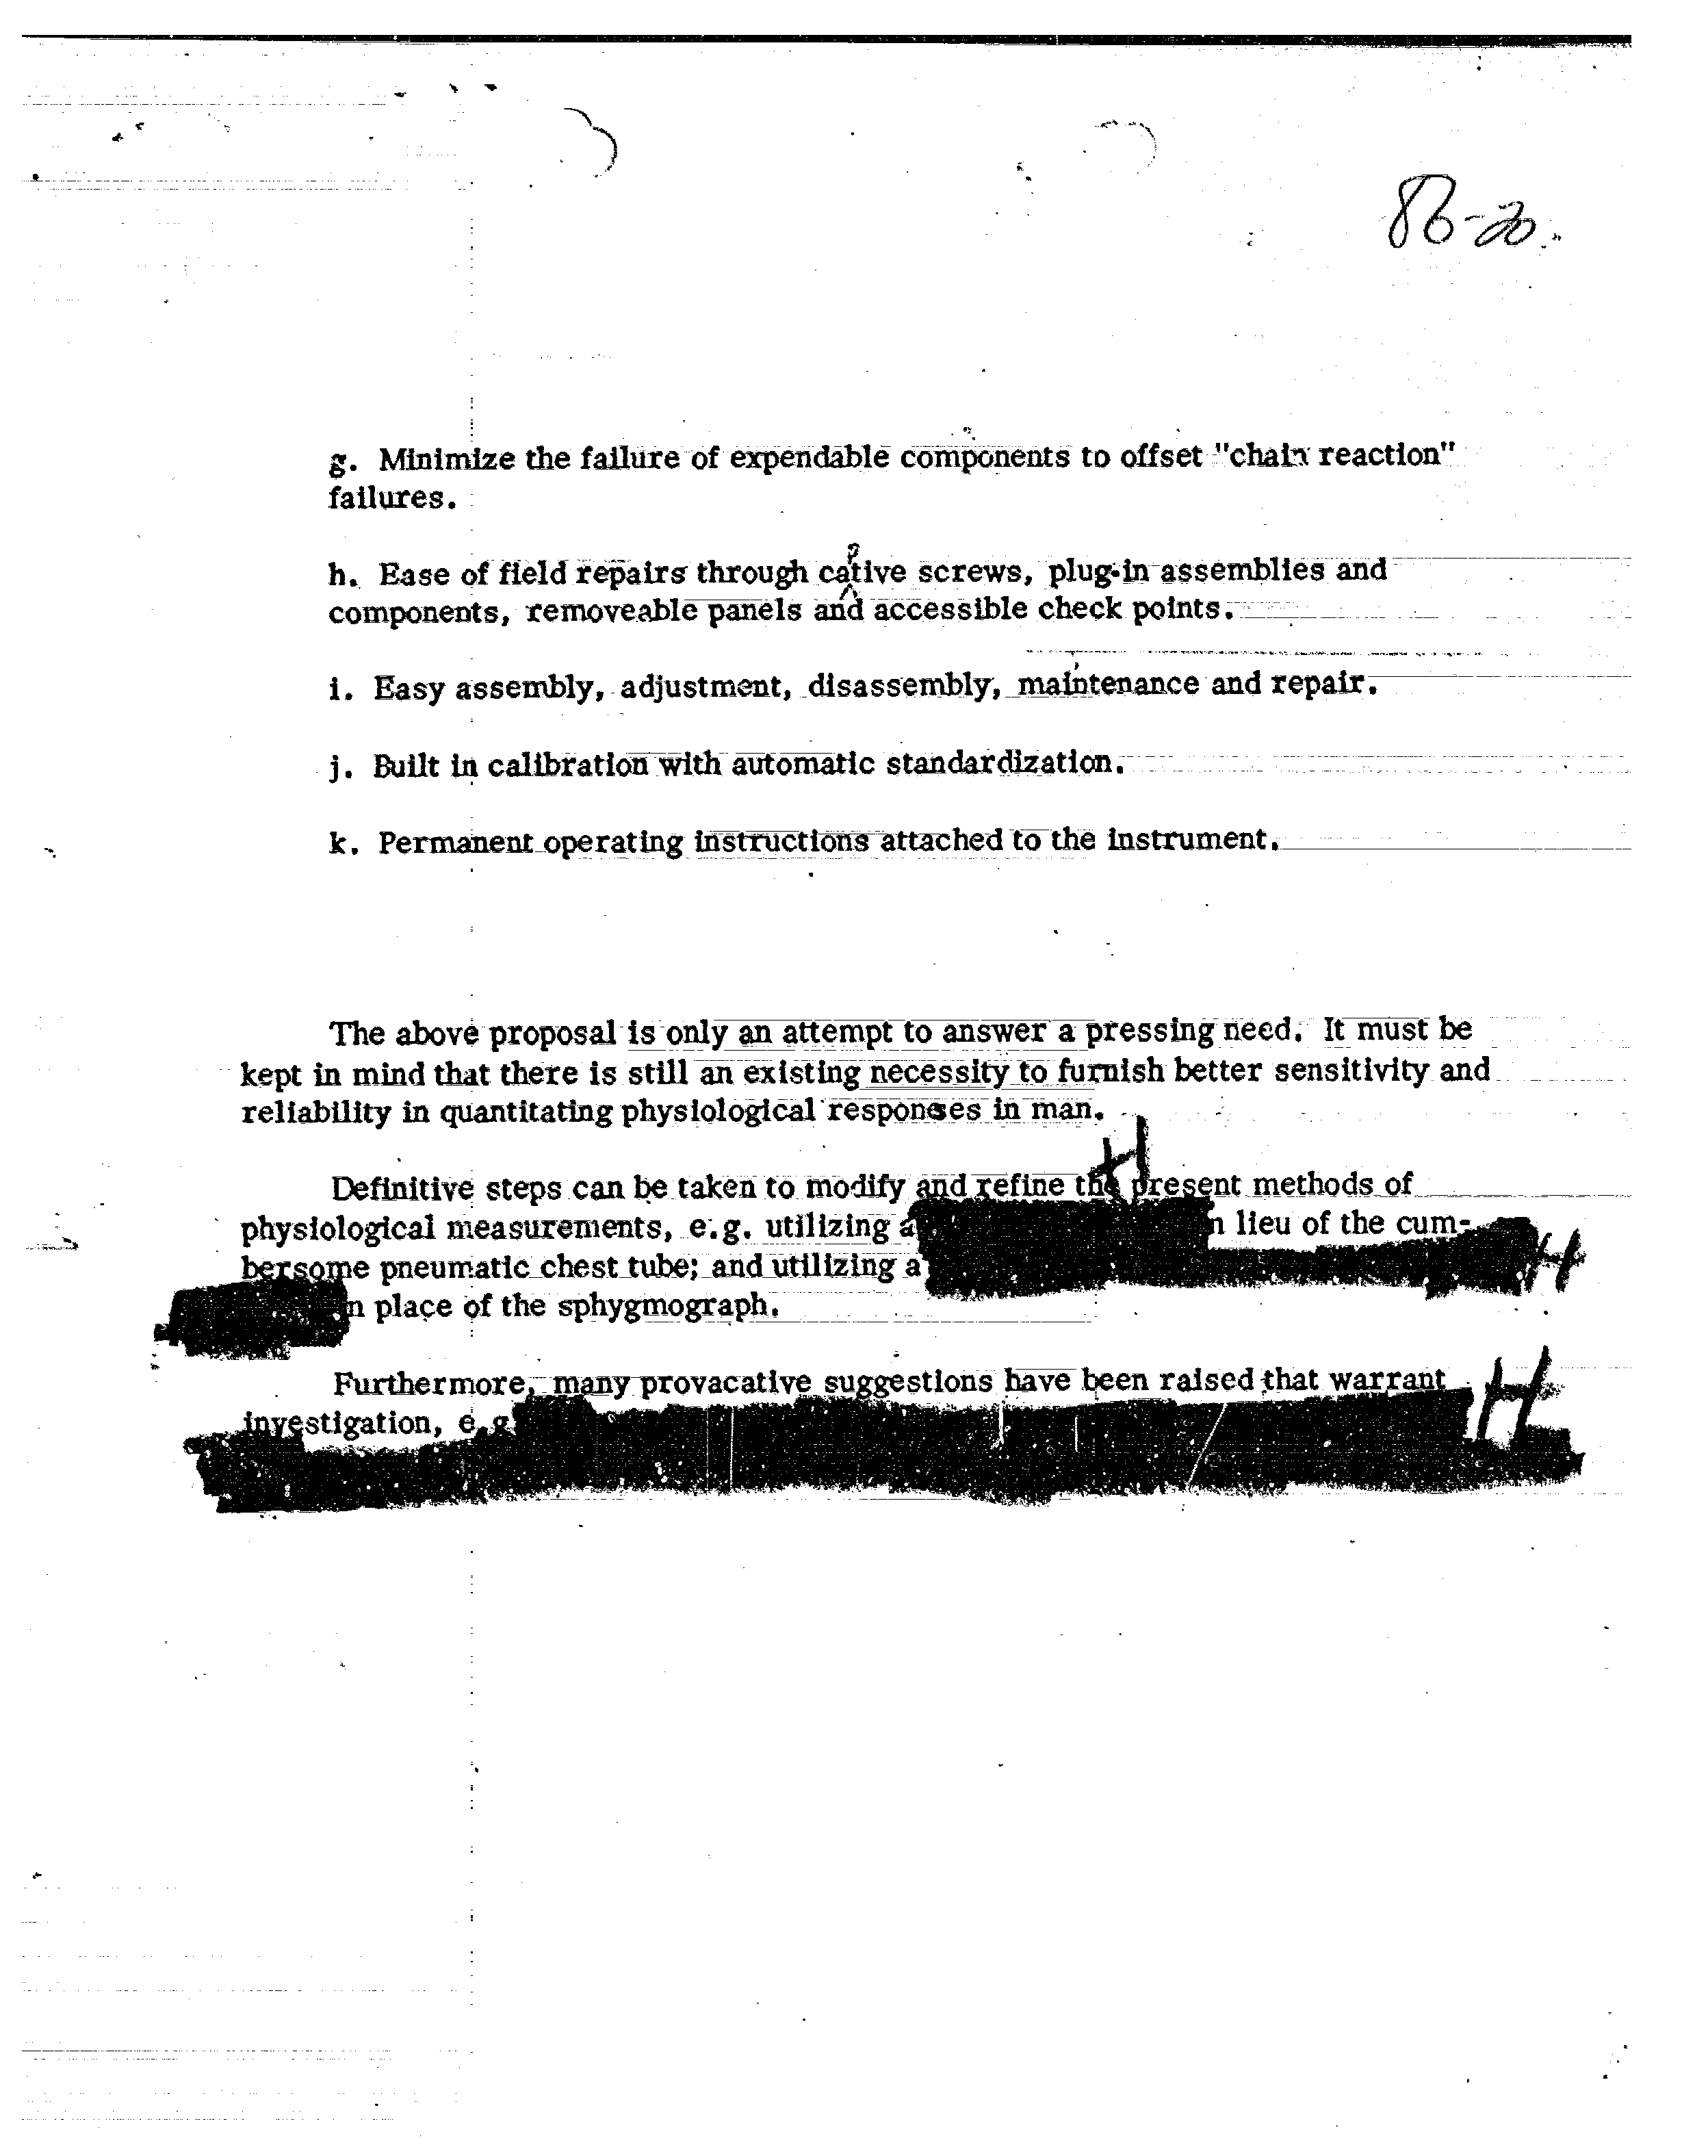 86-20
g. Minimize the failure of expendable components to offset "chain reaction"
failures.
h. Ease of field repairs through cative screws, plug-in assemblies and
components, removeable panels and accessible check points.
i. Easy assembly, adjustment, disassembly, maintenance and repair.
j. Built in calibration with automatic standardization.
k. Permanent operating instructions attached to the instrument.
The above proposal is only an attempt to answer a pressing need. It must be
kept in mind that there is still an existing necessity to furnish better sensitivity and
reliability in quantitating physiological responses in man.
H
Definitive steps can be taken to modify and refine the present methods of
physiological measurements, e.g. utilizing a n lieu of the cum-
bersome pneumatic chest tube; and utilizing a H
n place of the sphygmograph.
Furthermore, many provacative suggestions have been raised that warrant H
investigation, e.g